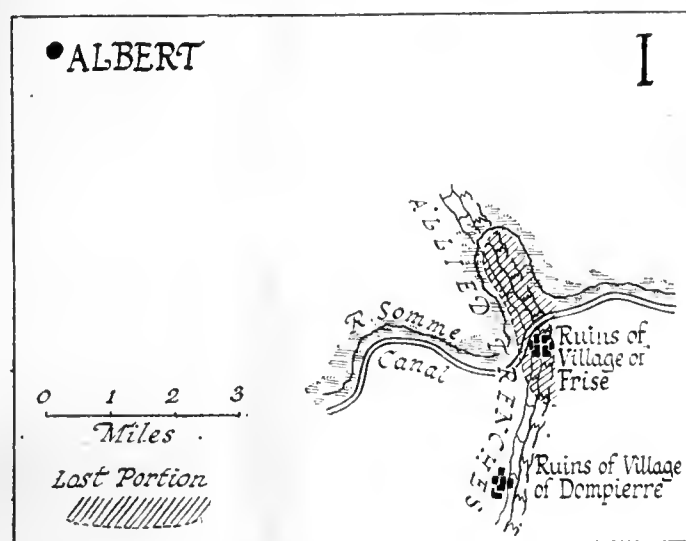 ALBERT
I
ALLIED TRENCHES
R. Somme
Canal
Ruins of
Village of
Frise
0 1 2 3
Miles
Lost Portion
Ruins of Village
of Dompierre